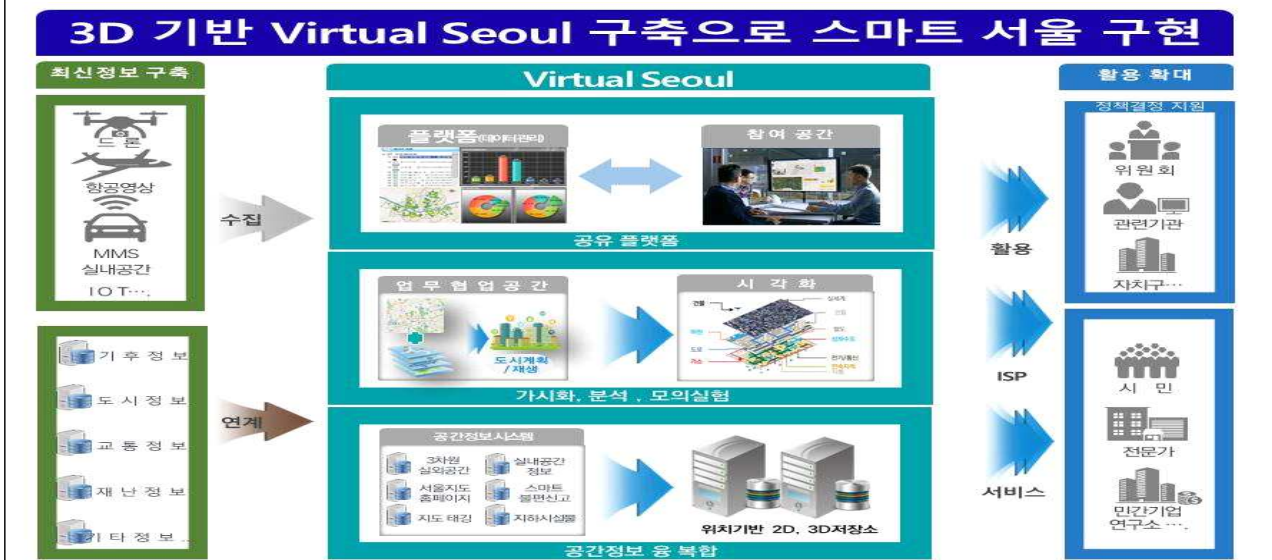 3D 기반 Virtual Seoul 구축으로 스마트 서울 구현
최신정보 구축
드론
항공영상
MMS
실내공간
IOT….
기후정보
도시정보
교통정보
재난정보
기타정보…
수집
연계
Virtual Seoul
플랫폼(데이터관리)
참여 공간
공유 플랫폼
업무협업공간
도시계획
/재생
시각화
건물
도로
가시화, 분석, 모의실험
공간정보시스템
3차원
실외공간
실내공간
정보
서울지도
홈페이지
스마트
불편신고
지도 태깅
지하시설물
위치기반 2D, 3D저장소
공간정보 융 복합
활용
ISP
서비스
활용 확대
정책결정 지원
위원회
관련기관
자치구…
시 민
전문가
민간기업
연구소 ….